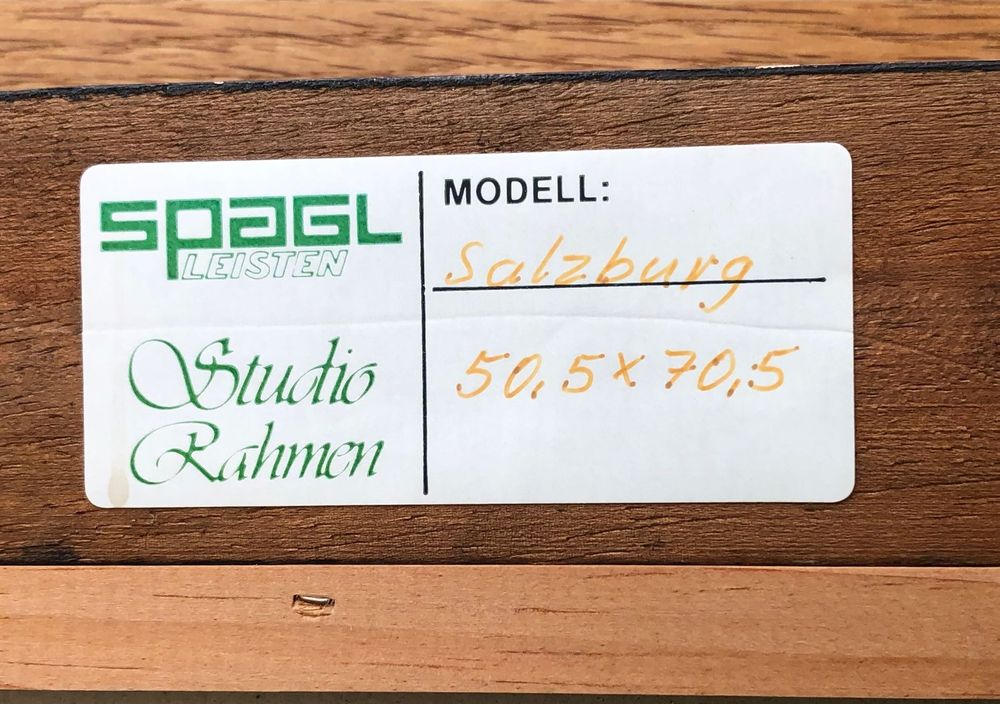 SPAGL
LEISTEN
Studio
Rahmen
MODELL:
Salzburg
50,5 x 70,5